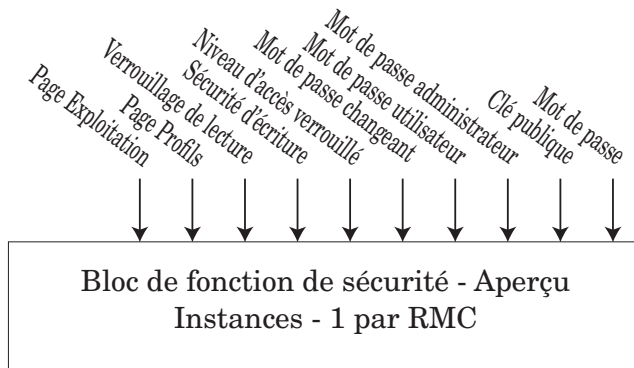 Page Exploitation
Page Profils
Verrouillage de lecture
Sécurité d'écriture
Niveau d'accès verrouillé
Mot de passe changeant
Mot de passe utilisateur
Mot de passe administrateur
Clé publique
Mot de passe
Bloc de fonction de sécurité - Aperçu
Instances - 1 par RMC